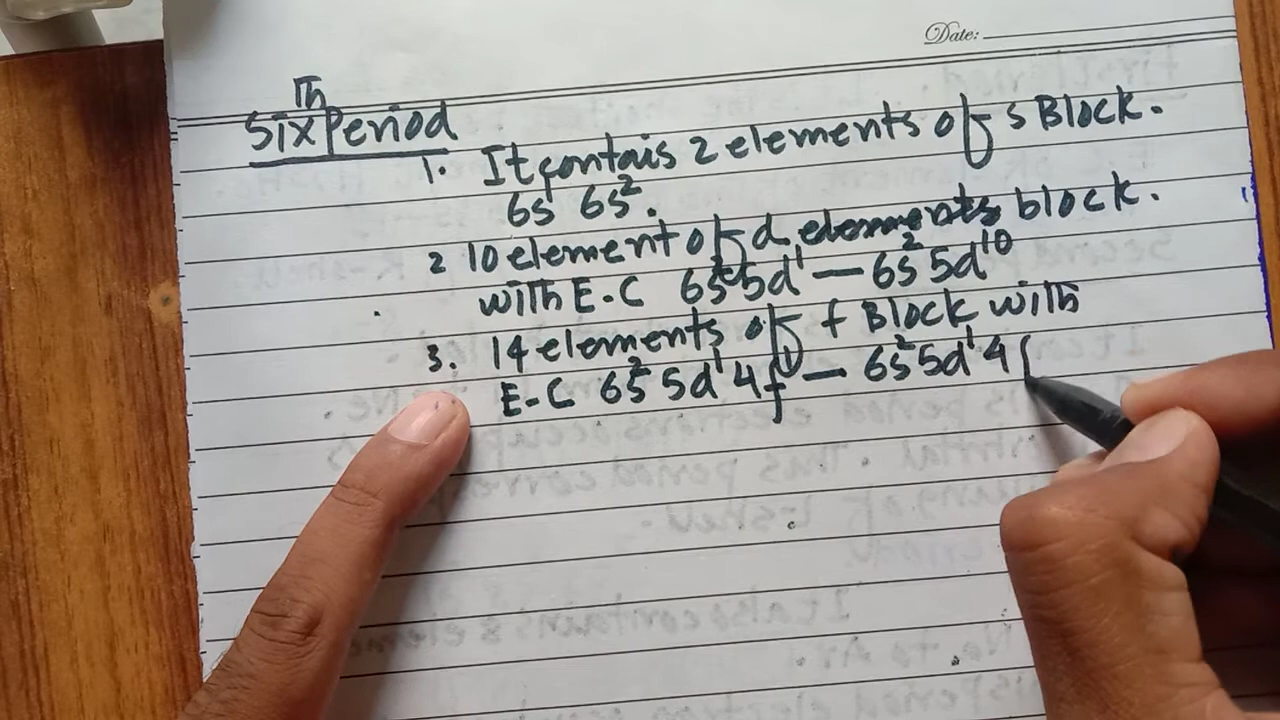 Date:
Sixth Period
1. It contais 2 elements of s Block.
6s¹ 6s².
2 10 element of d elements block.
with E.C 6s² 5d¹ — 6s² 5d¹⁰
3. 14 elements of f Block with
E-C 6s² 5d¹ 4f¹ — 6s² 5d¹ 4f